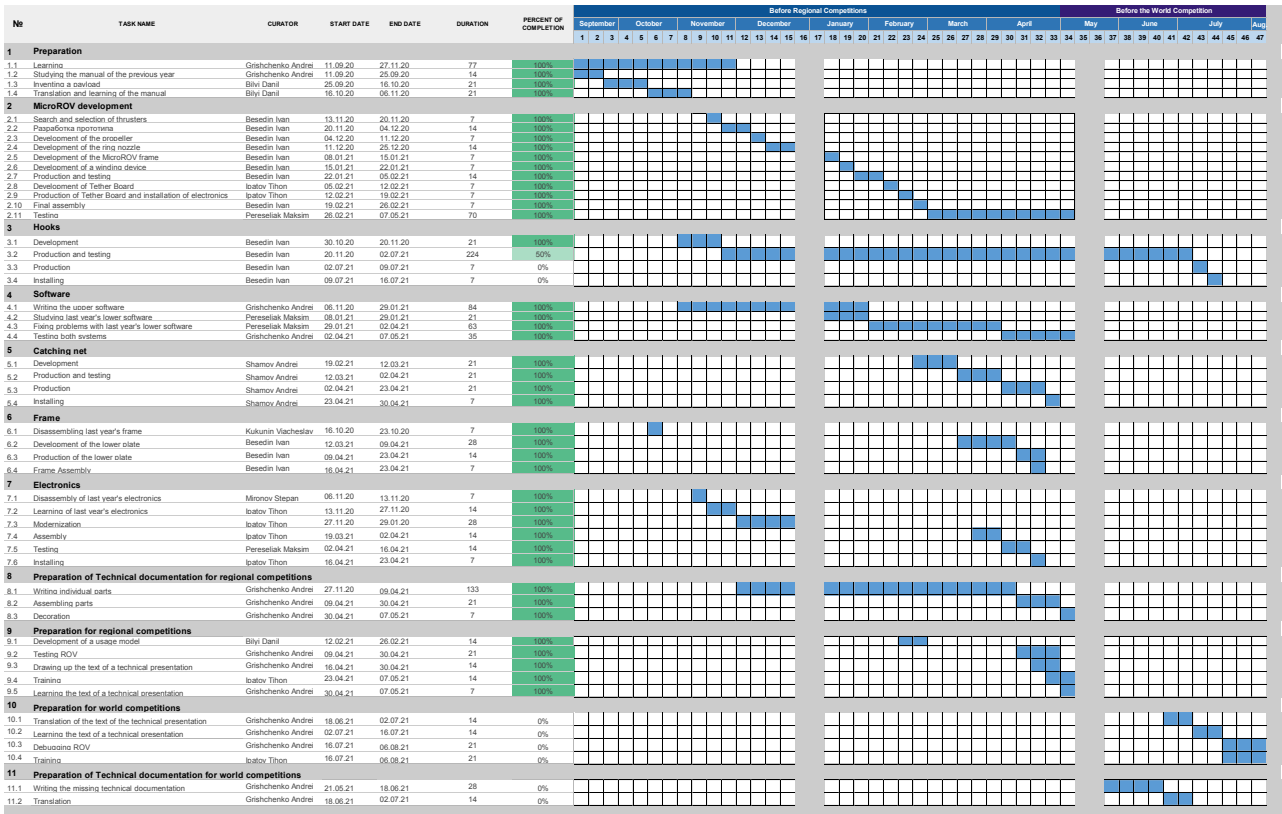 Before Regional Competitions Before the World Competition
№ TASK NAME CURATOR START DATE END DATE DURATION PERCENT OF COMPLETION
September October November December January February March April May June July Aug
1 2 3 4 5 6 7 8 9 10 11 12 13 14 15 16 17 18 19 20 21 22 23 24 25 26 27 28 29 30 31 32 33 34 35 36 37 38 39 40 41 42 43 44 45 46 47
1 Preparation
1.1 Learning Grishchenko Andrei 11.09.20 27.11.20 77 100%
1.2 Studying the manual of the previous year Grishchenko Andrei 11.09.20 25.09.20 14 100%
1.3 Inventing a payload Bilyi Danil 25.09.20 16.10.20 21 100%
1.4 Translation and learning of the manual Bilyi Danil 16.10.20 06.11.20 21 100%
2 MicroROV development
2.1 Search and selection of thrusters Besedin Ivan 13.11.20 20.11.20 7 100%
2.2 Разработка прототипа Besedin Ivan 20.11.20 04.12.20 14 100%
2.3 Development of the propeller Besedin Ivan 04.12.20 11.12.20 7 100%
2.4 Development of the ring nozzle Besedin Ivan 11.12.20 25.12.20 14 100%
2.5 Development of the MicroROV frame Besedin Ivan 08.01.21 15.01.21 7 100%
2.6 Development of a winding device Besedin Ivan 15.01.21 22.01.21 7 100%
2.7 Production and testing Besedin Ivan 22.01.21 05.02.21 14 100%
2.8 Development of Tether Board Ipatov Tihon 05.02.21 12.02.21 7 100%
2.9 Production of Tether Board and installation of electronics Ipatov Tihon 12.02.21 19.02.21 7 100%
2.10 Final assembly Besedin Ivan 19.02.21 26.02.21 7 100%
2.11 Testing Pereseliak Maksim 26.02.21 07.05.21 70 100%
3 Hooks
3.1 Development Besedin Ivan 30.10.20 20.11.20 21 100%
3.2 Production and testing Besedin Ivan 20.11.20 02.07.21 224 50%
3.3 Production Besedin Ivan 02.07.21 09.07.21 7 0%
3.4 Installing Besedin Ivan 09.07.21 16.07.21 7 0%
4 Software
4.1 Writing the upper software Grishchenko Andrei 06.11.20 29.01.21 84 100%
4.2 Studying last year's lower software Pereseliak Maksim 08.01.21 29.01.21 21 100%
4.3 Fixing problems with last year's lower software Pereseliak Maksim 29.01.21 02.04.21 63 100%
4.4 Testing both systems Grishchenko Andrei 02.04.21 07.05.21 35 100%
5 Catching net
5.1 Development Shamov Andrei 19.02.21 12.03.21 21 100%
5.2 Production and testing Shamov Andrei 12.03.21 02.04.21 21 100%
5.3 Production Shamov Andrei 02.04.21 23.04.21 21 100%
5.4 Installing Shamov Andrei 23.04.21 30.04.21 7 100%
6 Frame
6.1 Disassembling last year's frame Kukunin Viacheslav 16.10.20 23.10.20 7 100%
6.2 Development of the lower plate Besedin Ivan 12.03.21 09.04.21 28 100%
6.3 Production of the lower plate Besedin Ivan 09.04.21 23.04.21 14 100%
6.4 Frame Assembly Besedin Ivan 16.04.21 23.04.21 7 100%
7 Electronics
7.1 Disassembly of last year's electronics Mironov Stepan 06.11.20 13.11.20 7 100%
7.2 Learning of last year's electronics Ipatov Tihon 13.11.20 27.11.20 14 100%
7.3 Modernization Ipatov Tihon 27.11.20 29.01.20 28 100%
7.4 Assembly Ipatov Tihon 19.03.21 02.04.21 14 100%
7.5 Testing Pereseliak Maksim 02.04.21 16.04.21 14 100%
7.6 Installing Ipatov Tihon 16.04.21 23.04.21 7 100%
8 Preparation of Technical documentation for regional competitions
8.1 Writing individual parts Grishchenko Andrei 27.11.20 09.04.21 133 100%
8.2 Assembling parts Grishchenko Andrei 09.04.21 30.04.21 21 100%
8.3 Decoration Grishchenko Andrei 30.04.21 07.05.21 7 100%
9 Preparation for regional competitions
9.1 Development of a usage model Bilyi Danil 12.02.21 26.02.21 14 100%
9.2 Testing ROV Grishchenko Andrei 09.04.21 30.04.21 21 100%
9.3 Drawing up the text of a technical presentation Grishchenko Andrei 16.04.21 30.04.21 14 100%
9.4 Training Ipatov Tihon 23.04.21 07.05.21 14 100%
9.5 Learning the text of a technical presentation Grishchenko Andrei 30.04.21 07.05.21 7 100%
10 Preparation for world competitions
10.1 Translation of the text of the technical presentation Grishchenko Andrei 18.06.21 02.07.21 14 0%
10.2 Learning the text of a technical presentation Grishchenko Andrei 02.07.21 16.07.21 14 0%
10.3 Debugging ROV Grishchenko Andrei 16.07.21 06.08.21 21 0%
10.4 Training Ipatov Tihon 16.07.21 06.08.21 21 0%
11 Preparation of Technical documentation for world competitions
11.1 Writing the missing technical documentation Grishchenko Andrei 21.05.21 18.06.21 28 0%
11.2 Translation Grishchenko Andrei 18.06.21 02.07.21 14 0%